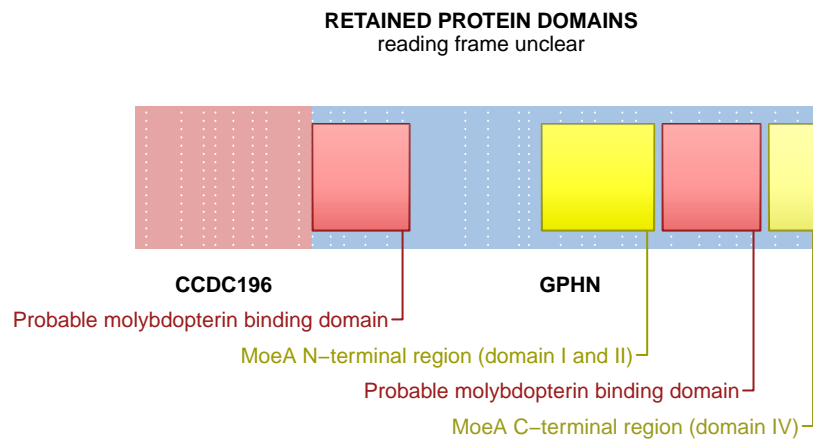 RETAINED PROTEIN DOMAINS
reading frame unclear
CCDC196
GPHN
Probable molybdopterin binding domain
MoeA N−terminal region (domain I and II)
Probable molybdopterin binding domain
MoeA C−terminal region (domain IV)